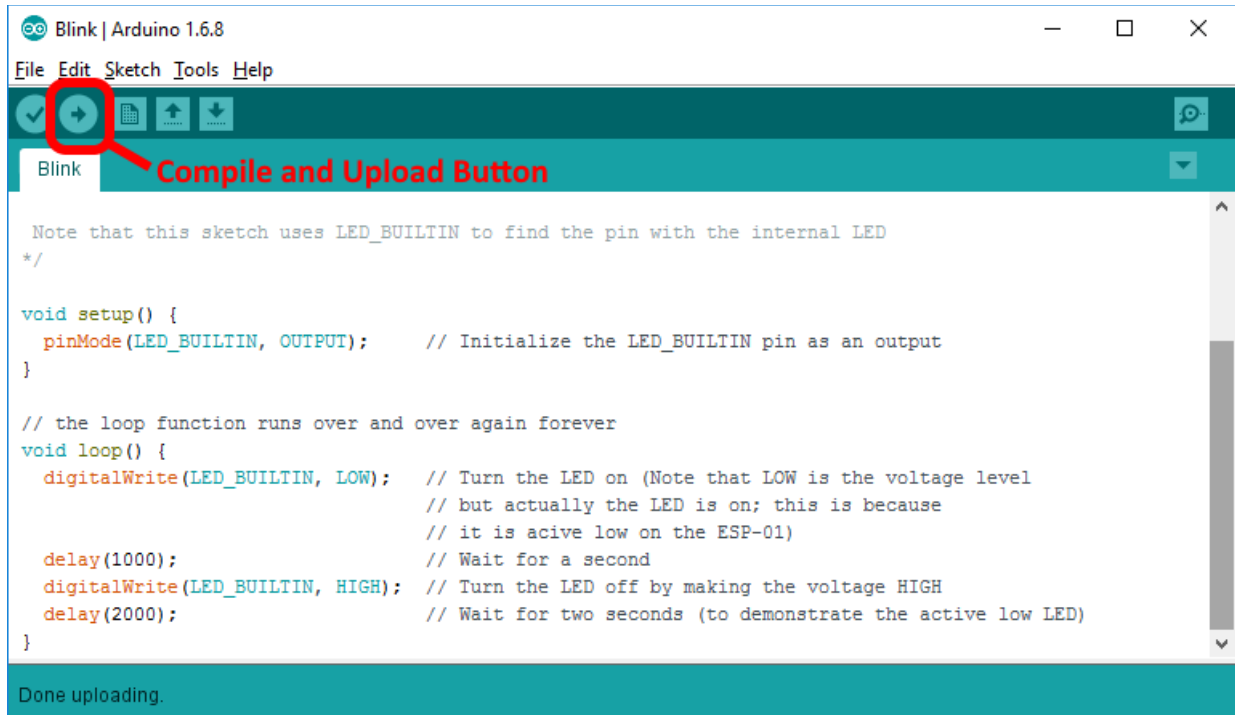 Blink | Arduino 1.6.8
File Edit Sketch Tools Help
Compile and Upload Button
Blink
Note that this sketch uses LED_BUILTIN to find the pin with the internal LED
*/
void setup() {
  pinMode(LED_BUILTIN, OUTPUT);     // Initialize the LED_BUILTIN pin as an output
}
// the loop function runs over and over again forever
void loop() {
  digitalWrite(LED_BUILTIN, LOW);   // Turn the LED on (Note that LOW is the voltage level
                                    // but actually the LED is on; this is because
                                    // it is acive low on the ESP-01)
  delay(1000);                      // Wait for a second
  digitalWrite(LED_BUILTIN, HIGH);  // Turn the LED off by making the voltage HIGH
  delay(2000);                      // Wait for two seconds (to demonstrate the active low LED)
}
Done uploading.